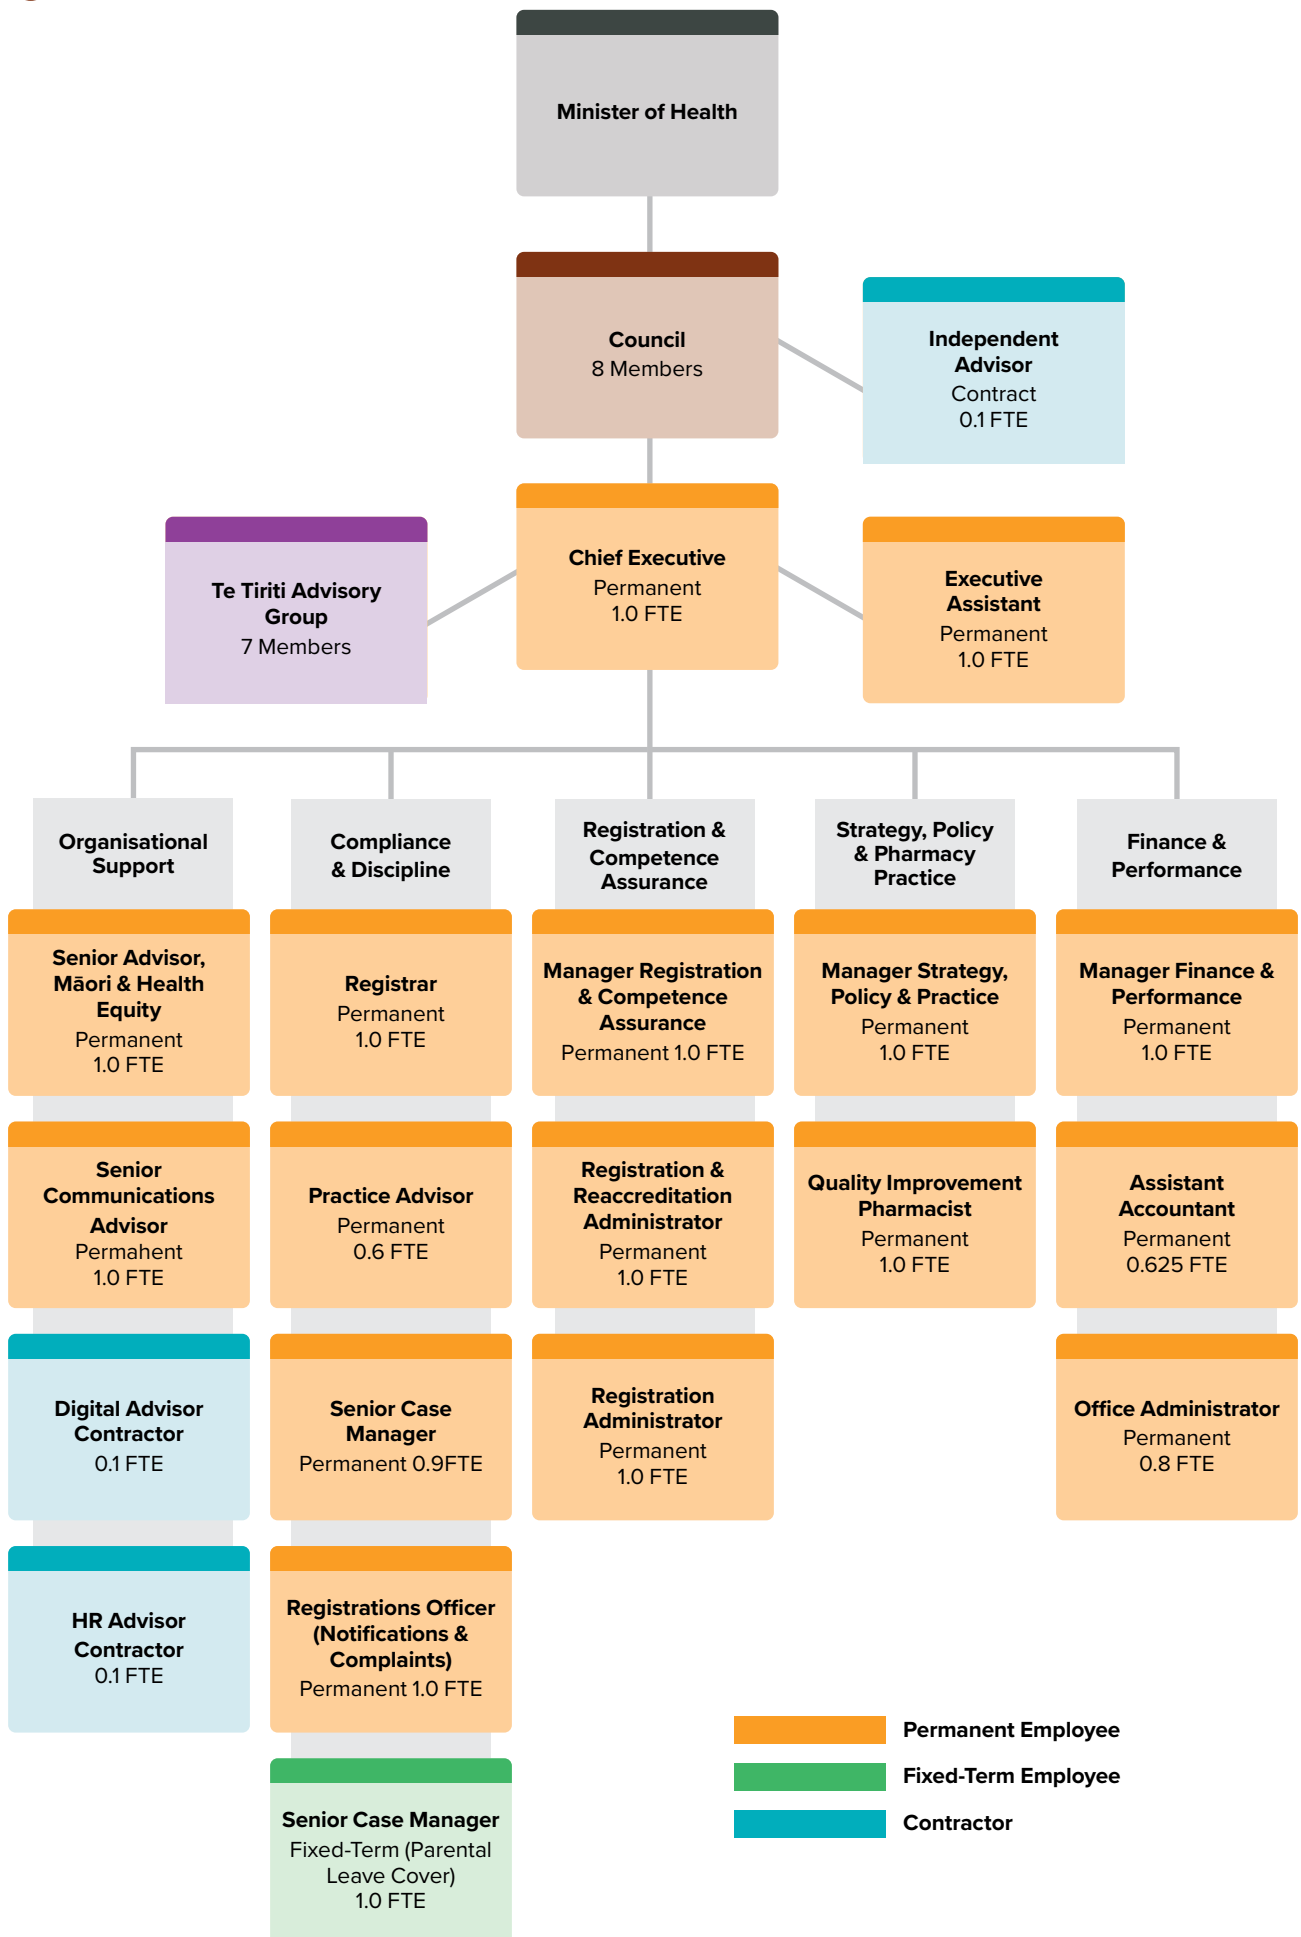 Minister of Health
Council
8 Members
Independent
Advisor
Contract
0.1 FTE
Chief Executive
Permanent
1.0 FTE
Te Tiriti Advisory
Group
7 Members
Executive
Assistant
Permanent
1.0 FTE
Organisational
Support
Senior Advisor,
Māori & Health
Equity
Permanent
1.0 FTE
Senior
Communications
Advisor
Permahent
1.0 FTE
Digital Advisor
Contractor
0.1 FTE
HR Advisor
Contractor
0.1 FTE
Compliance
& Discipline
Registrar
Permanent
1.0 FTE
Practice Advisor
Permanent
0.6 FTE
Senior Case
Manager
Permanent 0.9FTE
Registrations Officer
(Notifications &
Complaints)
Permanent 1.0 FTE
Senior Case Manager
Fixed-Term (Parental
Leave Cover)
1.0 FTE
Registration &
Competence
Assurance
Manager Registration
& Competence
Assurance
Permanent 1.0 FTE
Registration &
Reaccreditation
Administrator
Permanent
1.0 FTE
Registration
Administrator
Permanent
1.0 FTE
Strategy, Policy
& Pharmacy
Practice
Manager Strategy,
Policy & Practice
Permanent
1.0 FTE
Quality Improvement
Pharmacist
Permanent
1.0 FTE
Finance &
Performance
Manager Finance &
Performance
Permanent
1.0 FTE
Assistant
Accountant
Permanent
0.625 FTE
Office Administrator
Permanent
0.8 FTE
Permanent Employee
Fixed-Term Employee
Contractor